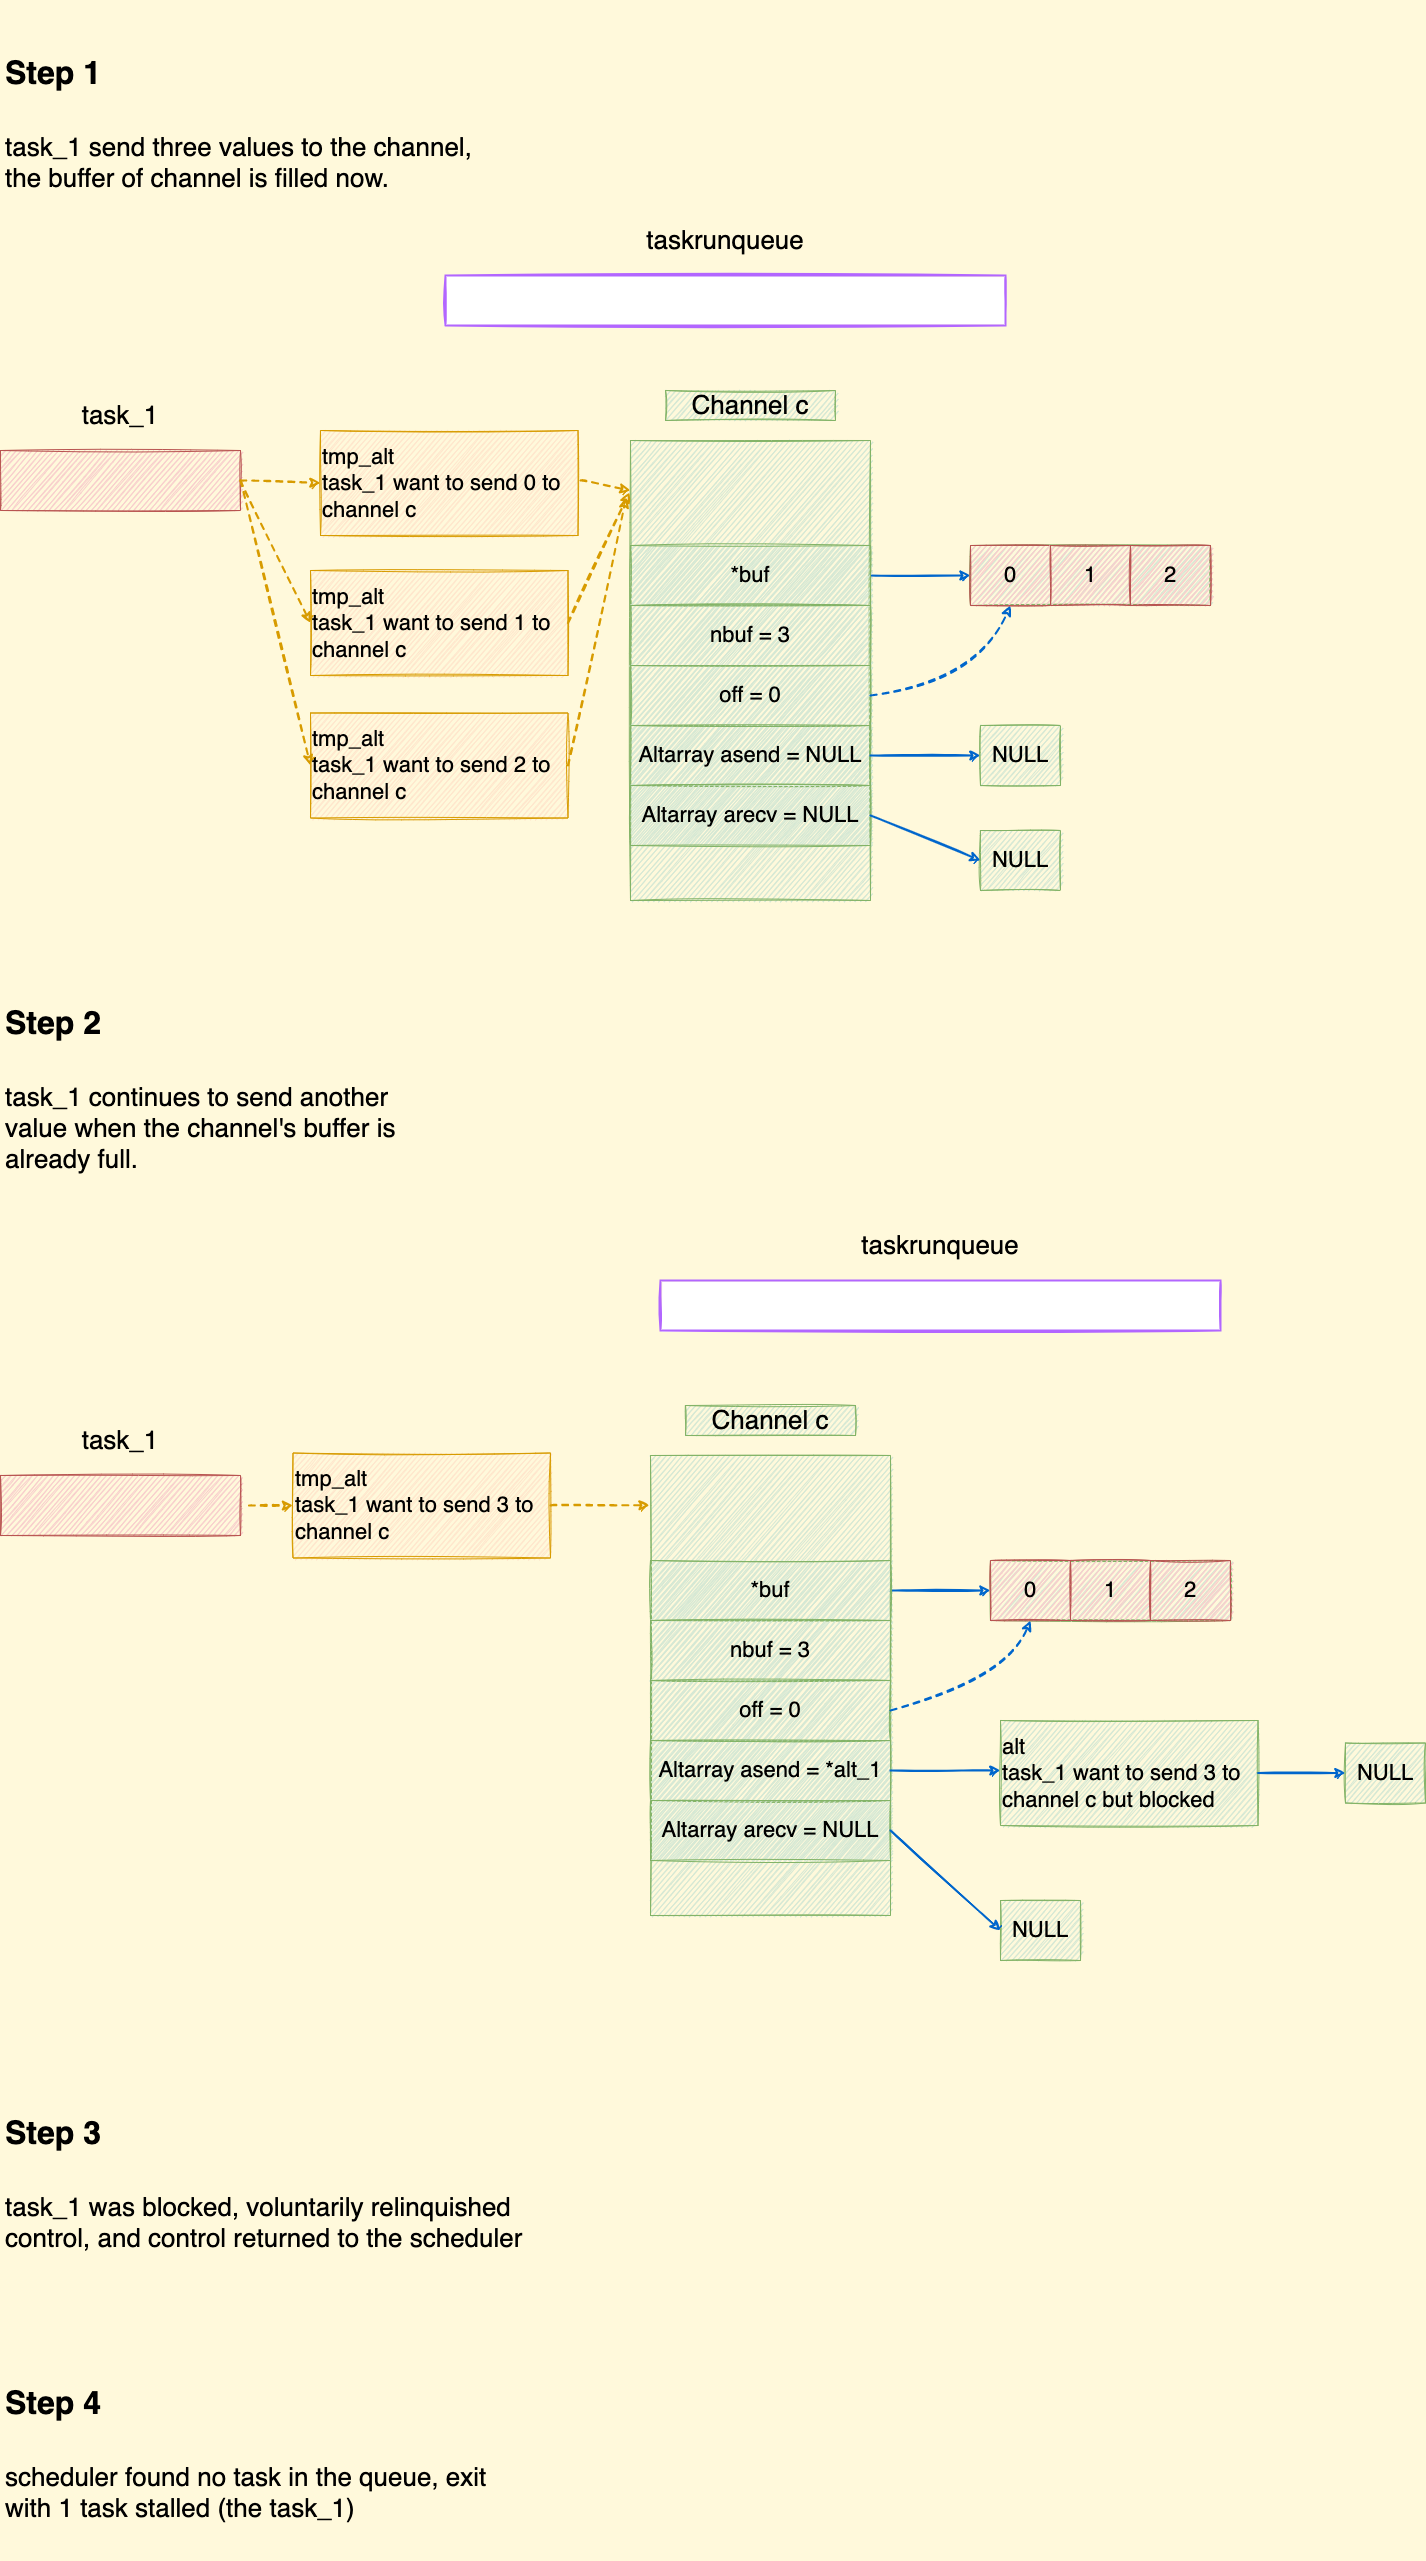 Step 1
task_1 send three values to the channel,
the buffer of channel is filled now.
taskrunqueue
Channel c
task_1
tmp_alt
task_1 want to send 0 to
channel c
tmp_alt
task_1 want to send 1 to
channel c
tmp_alt
task_1 want to send 2 to
channel c
*buf
nbuf = 3
off = 0
Altarray asend = NULL
Altarray arecv = NULL
0 1 2
NULL
NULL
Step 2
task_1 continues to send another
value when the channel's buffer is
already full.
taskrunqueue
Channel c
task_1
tmp_alt
task_1 want to send 3 to
channel c
*buf
nbuf = 3
off = 0
Altarray asend = *alt_1
Altarray arecv = NULL
0 1 2
alt
task_1 want to send 3 to
channel c but blocked
NULL
NULL
Step 3
task_1 was blocked, voluntarily relinquished
control, and control returned to the scheduler
Step 4
scheduler found no task in the queue, exit
with 1 task stalled (the task_1)